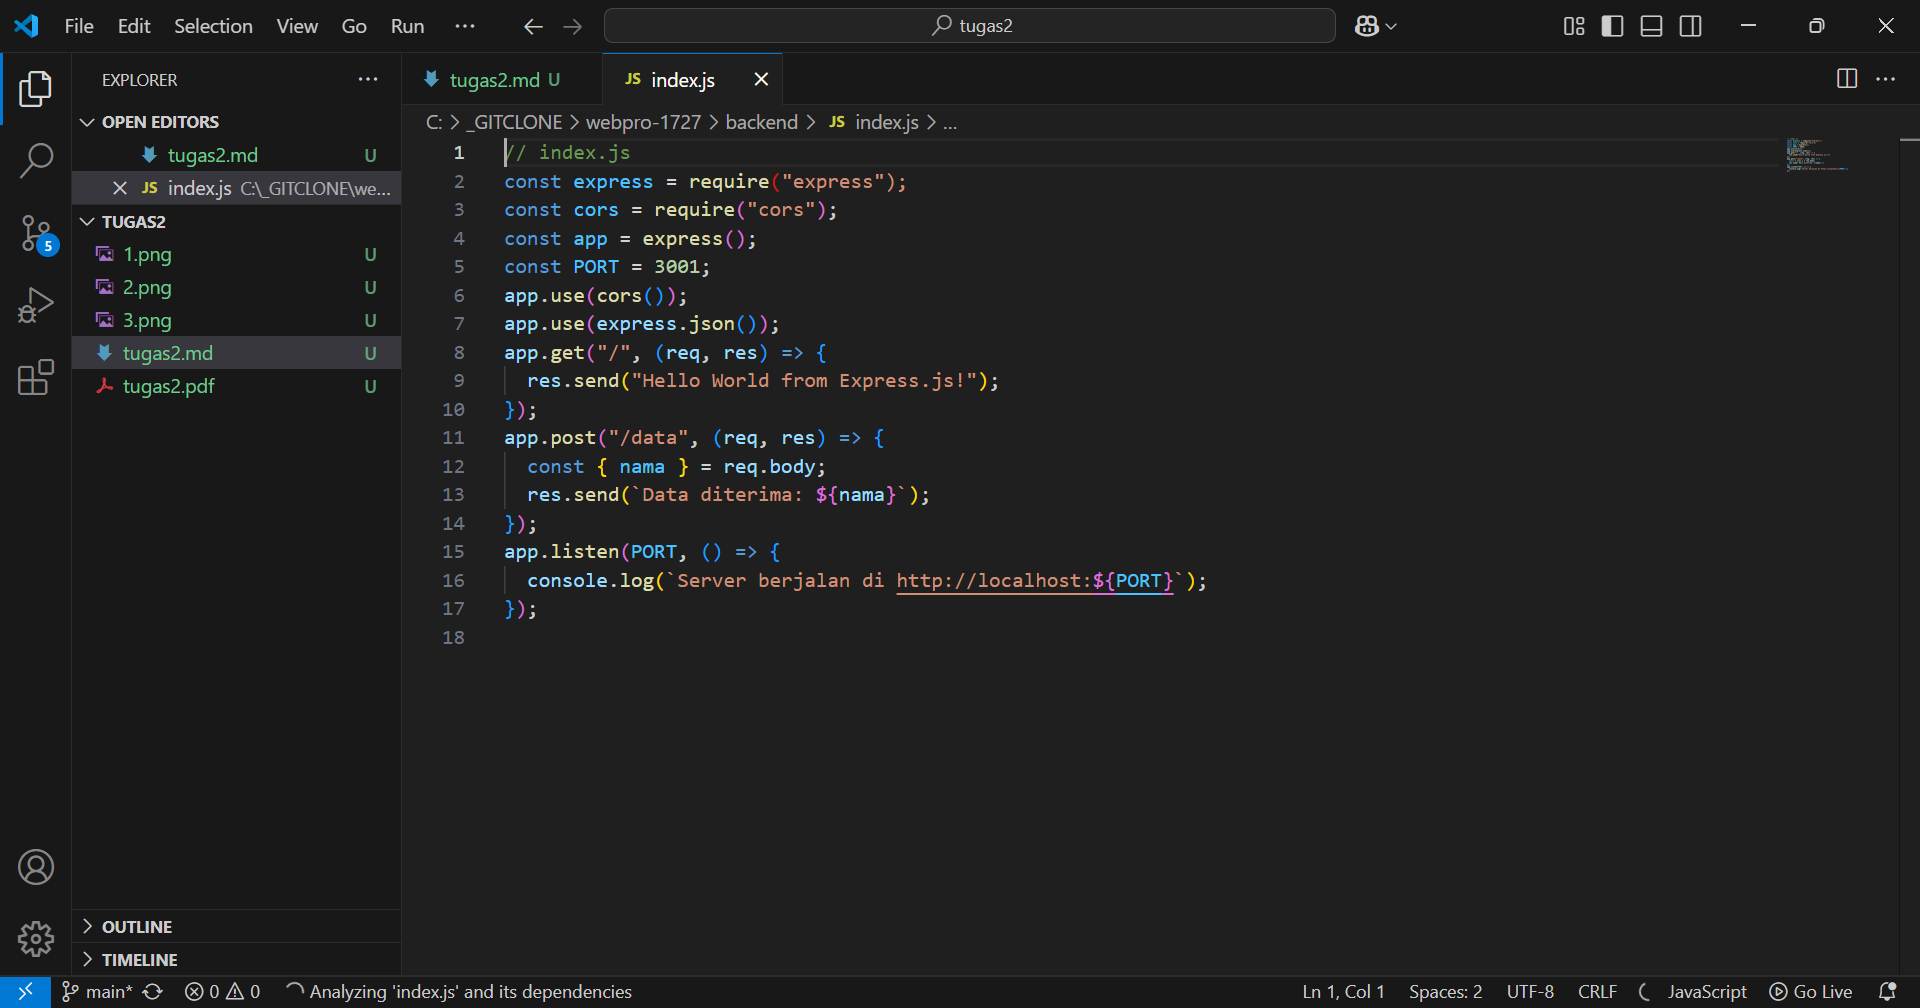 File Edit Selection View Go Run ··· tugas2
EXPLORER ···
OPEN EDITORS
tugas2.md U
JS index.js C:\_GITCLONE\we...
TUGAS2
1.png U
2.png U
3.png U
tugas2.md U
tugas2.pdf U
OUTLINE
TIMELINE
tugas2.md U JS index.js
C: > _GITCLONE > webpro-1727 > backend > JS index.js > ...
1 // index.js
2 const express = require("express");
3 const cors = require("cors");
4 const app = express();
5 const PORT = 3001;
6 app.use(cors());
7 app.use(express.json());
8 app.get("/", (req, res) => {
9   res.send("Hello World from Express.js!");
10 });
11 app.post("/data", (req, res) => {
12   const { nama } = req.body;
13   res.send(`Data diterima: ${nama}`);
14 });
15 app.listen(PORT, () => {
16   console.log(`Server berjalan di http://localhost:${PORT}`);
17 });
18
5
main* 0 0 Analyzing 'index.js' and its dependencies Ln 1, Col 1 Spaces: 2 UTF-8 CRLF JavaScript Go Live